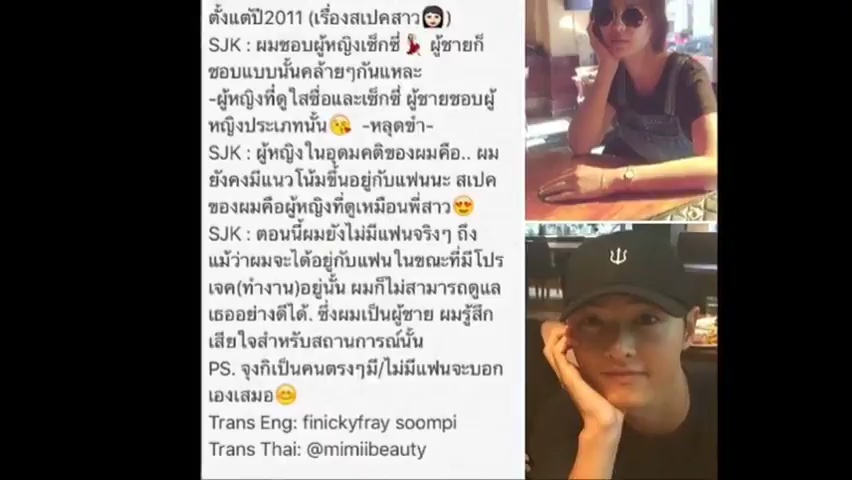 ตั้งแต่ปี2011 (เรื่องสเปคสาว👩🏻)
SJK : ผมชอบผู้หญิงเซ็กซี่💃 ผู้ชายก็
ชอบแบบนั้นคล้ายๆกันแหละ
-ผู้หญิงที่ดูใสซื่อและเซ็กซี่ ผู้ชายชอบผู้
หญิงประเภทนั้น😘 -หลุดขำ-
SJK : ผู้หญิงในอุดมคติของผมคือ.. ผม
ยังคงมีแนวโน้มขึ้นอยู่กับแฟนนะ สเปค
ของผมคือผู้หญิงที่ดูเหมือนพี่สาว😍
SJK : ตอนนี้ผมยังไม่มีแฟนจริงๆ ถึง
แม้ว่าผมจะได้อยู่กับแฟนในขณะที่มีโปร
เจค(ทำงาน)อยู่นั้น ผมก็ไม่สามารถดูแล
เธออย่างดีได้. ซึ่งผมเป็นผู้ชาย ผมรู้สึก
เสียใจสำหรับสถานการณ์นั้น
PS. จุงกิเป็นคนตรงๆมี/ไม่มีแฟนจะบอก
เองเสมอ😊
Trans Eng: finickyfray soompi
Trans Thai: @mimiibeauty